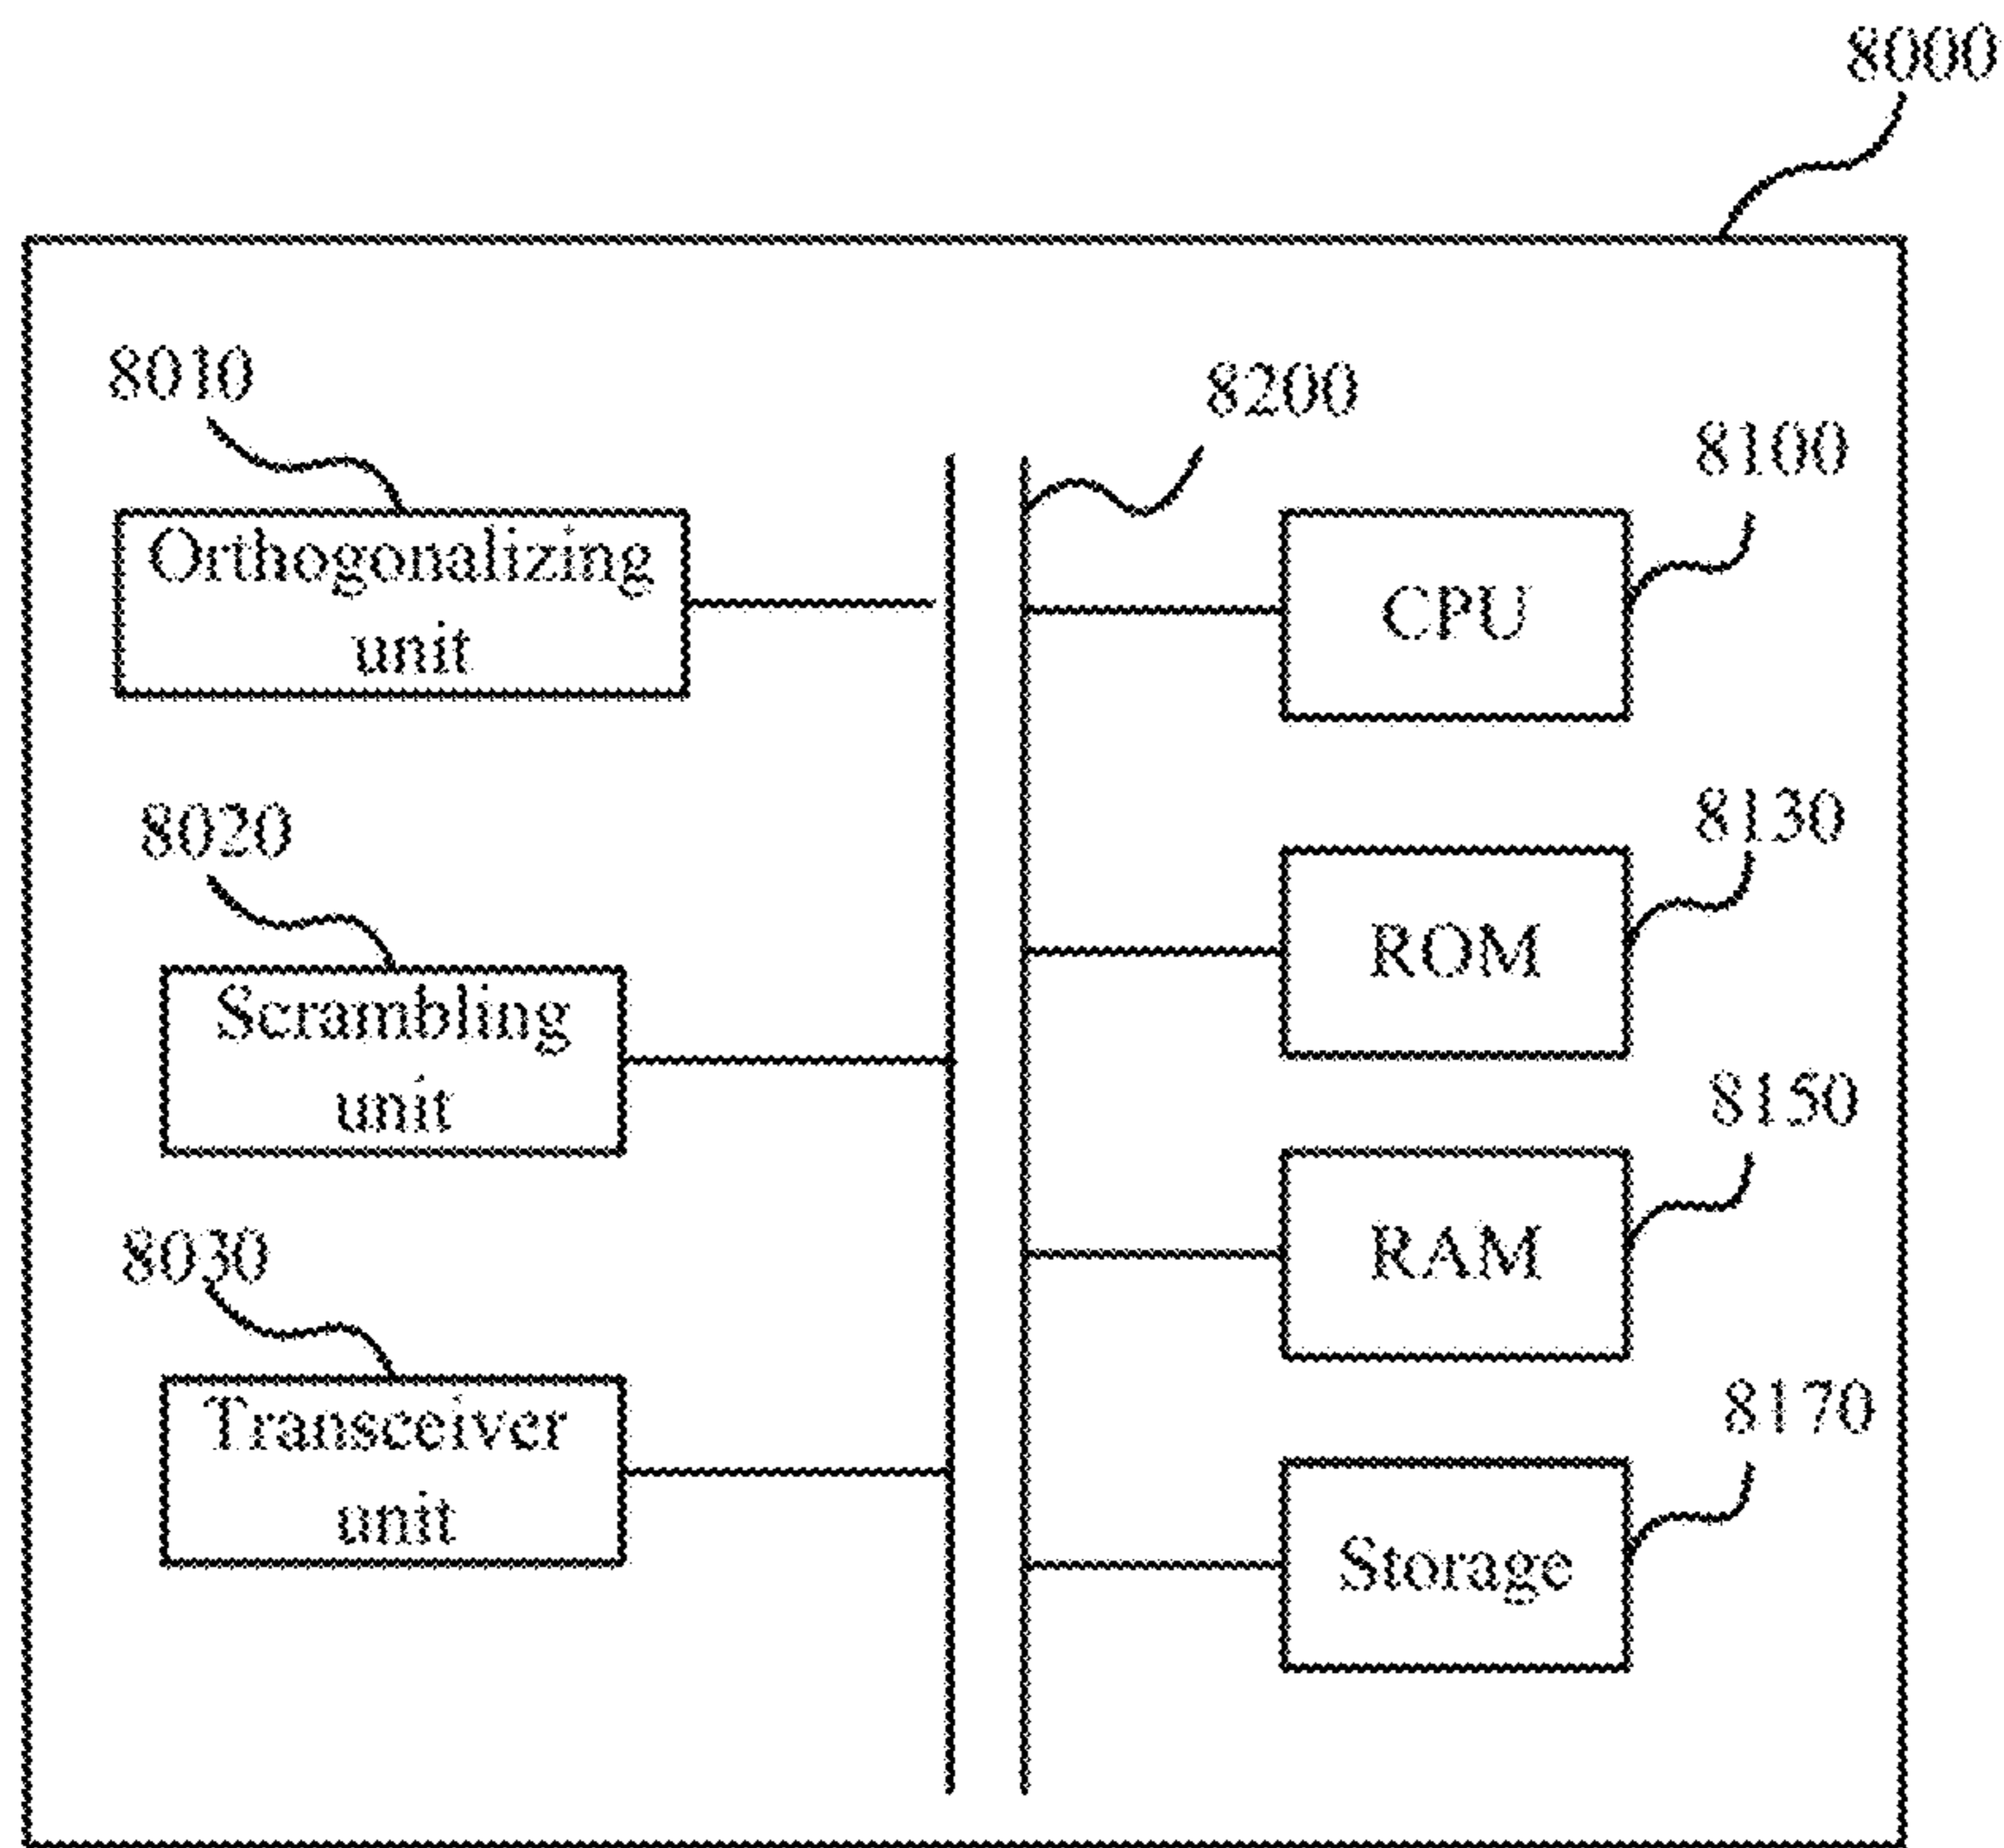 8000
8010
Orthogonalizing
unit
8020
Scrambling
unit
8030
Transceiver
unit
8200
8100
CPU
8130
ROM
8150
RAM
8170
Storage